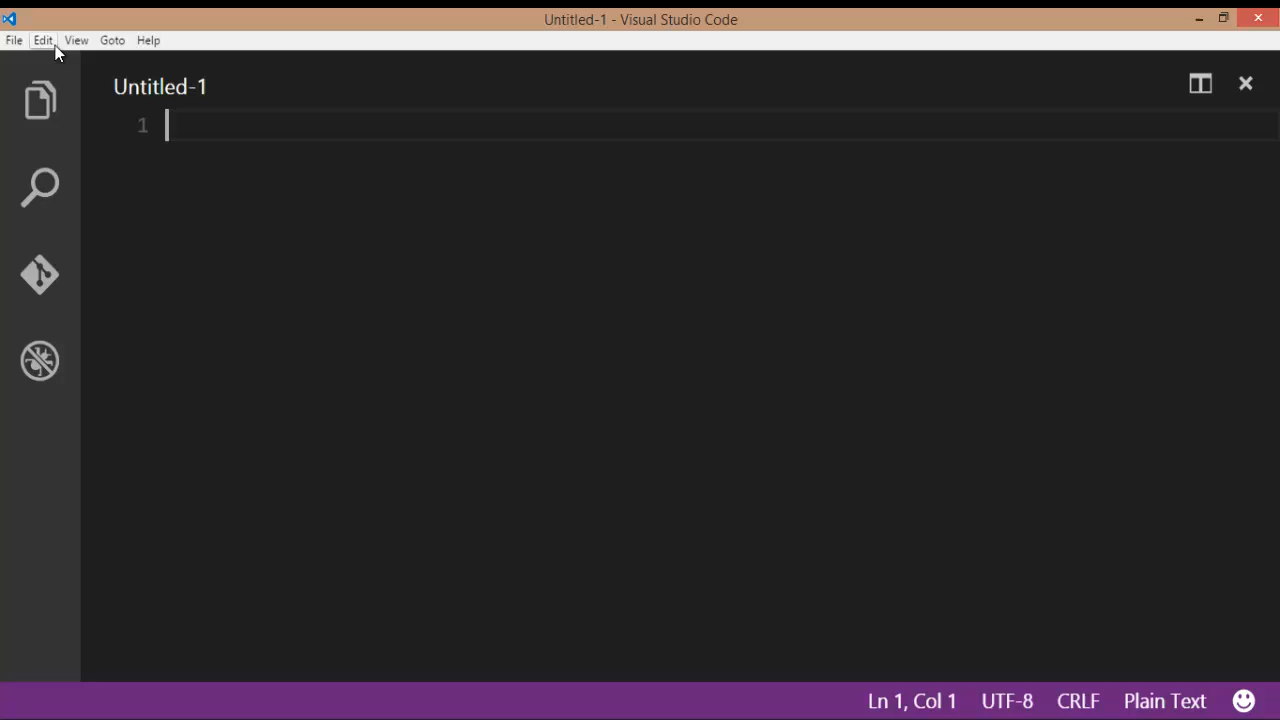 Untitled-1 - Visual Studio Code
File Edit View Goto Help
Untitled-1
1
Ln 1, Col 1 UTF-8 CRLF Plain Text